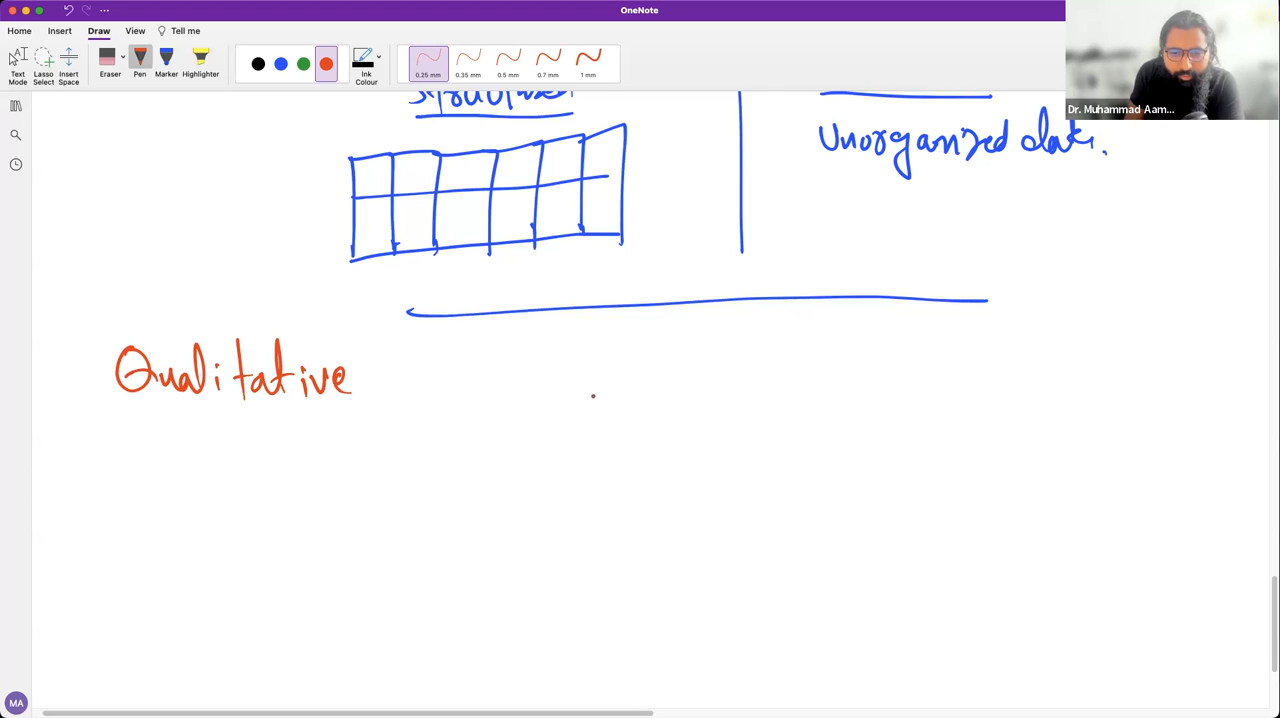 OneNote
Home Insert Draw View Tell me
Text Mode Lasso Select Insert Space Eraser Pen Marker Highlighter Ink Colour 0.25 mm 0.35 mm 0.5 mm 0.7 mm 1 mm
Dr. Muhammad Aam...
Unorganized data.
Qualitative
MA